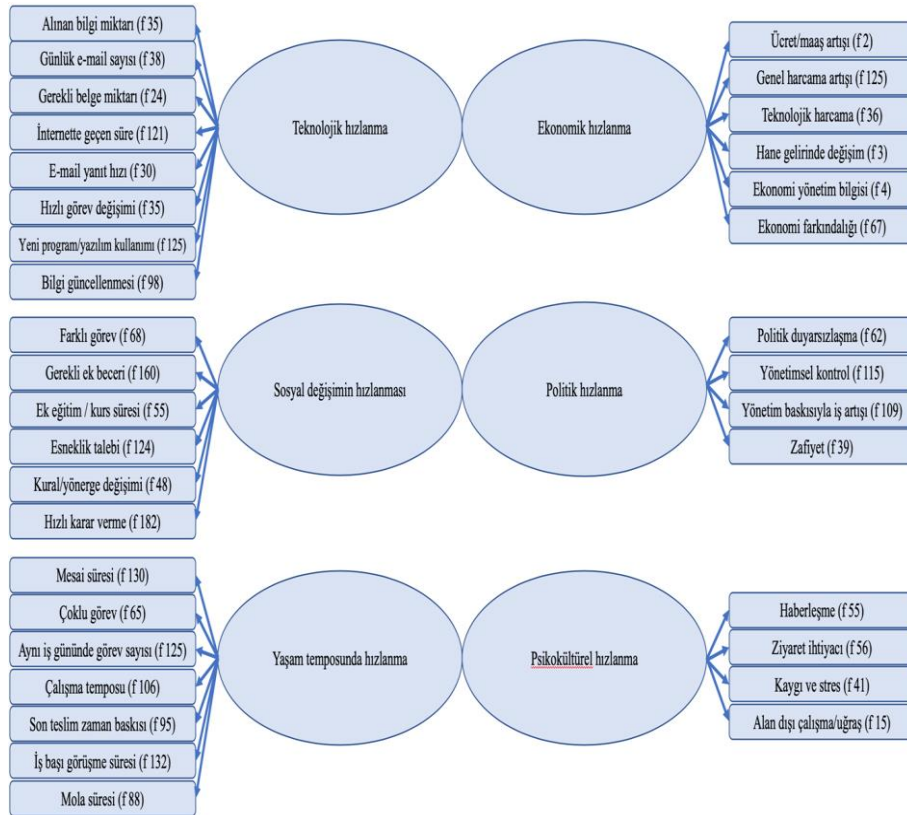 Alınan bilgi miktarı (f 35)
Günlük e-mail sayısı (f 38)
Gerekli belge miktarı (f 24)
İnternette geçen süre (f 121)
E-mail yanıt hızı (f 30)
Hızlı görev değişimi (f 35)
Yeni program/yazılım kullanımı (f 125)
Bilgi güncellenmesi (f 98)
Teknolojik hızlanma
Ekonomik hızlanma
Ücret/maaş artışı (f 2)
Genel harcama artışı (f 125)
Teknolojik harcama (f 36)
Hane gelirinde değişim (f 3)
Ekonomi yönetim bilgisi (f 4)
Ekonomi farkındalığı (f 67)
Farklı görev (f 68)
Gerekli ek beceri (f 160)
Ek eğitim / kurs süresi (f 55)
Esneklik talebi (f 124)
Kural/yönerge değişimi (f 48)
Hızlı karar verme (f 182)
Sosyal değişimin hızlanması
Politik hızlanma
Politik duyarsızlaşma (f 62)
Yönetimsel kontrol (f 115)
Yönetim baskısıyla iş artışı (f 109)
Zafiyet (f 39)
Mesai süresi (f 130)
Çoklu görev (f 65)
Aynı iş gününde görev sayısı (f 125)
Çalışma temposu (f 106)
Son teslim zaman baskısı (f 95)
İş başı görüşme süresi (f 132)
Mola süresi (f 88)
Yaşam temposunda hızlanma
Psikokültürel hızlanma
Haberleşme (f 55)
Ziyaret ihtiyacı (f 56)
Kaygı ve stres (f 41)
Alan dışı çalışma/uğraş (f 15)